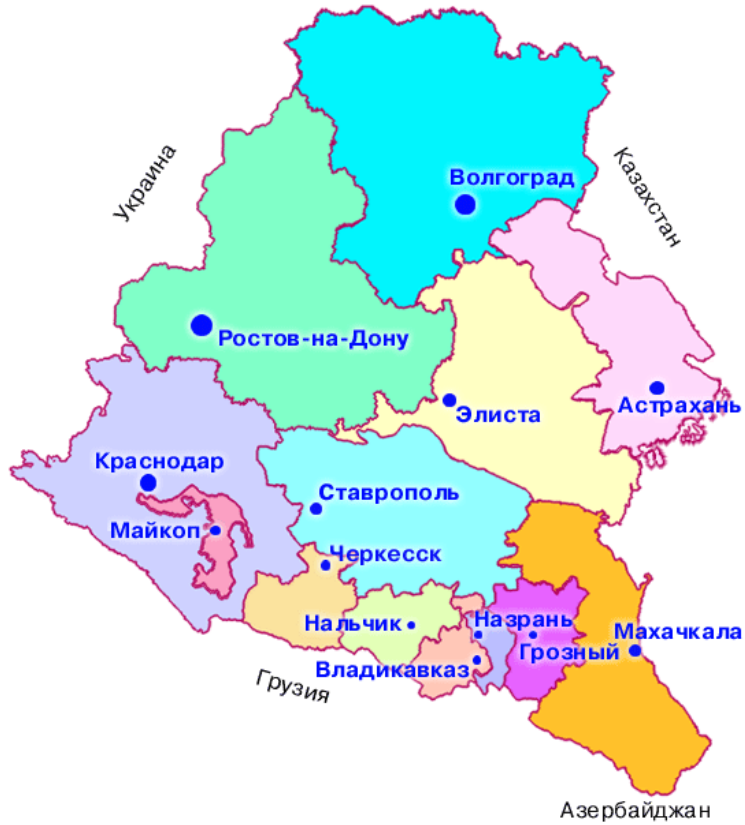 Украина
Волгоград
Казахстан
Ростов-на-Дону
Астрахань
Элиста
Краснодар
Ставрополь
Майкоп
Черкесск
Нальчик
Назрань
Махачкала
Грозный
Владикавказ
Грузия
Азербайджан